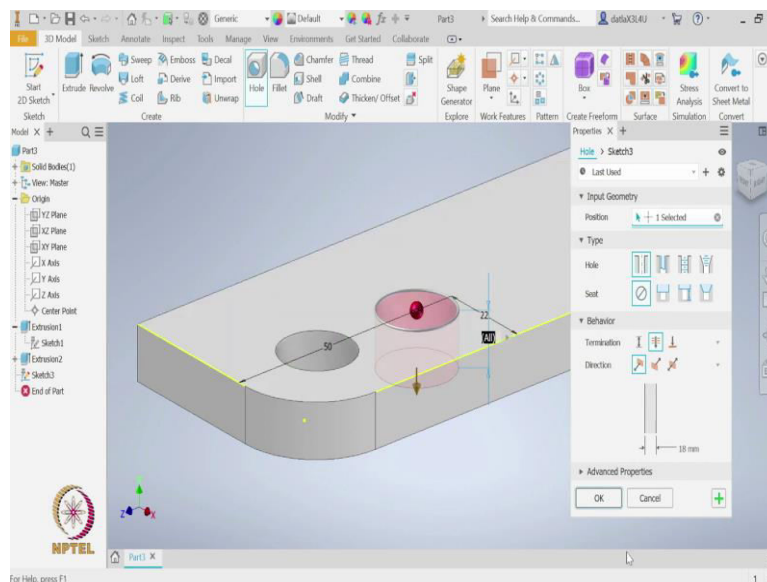 Generic
Default
Part3
Search Help & Commands...
datlaX3L4U
File 3D Model Sketch Annotate Inspect Tools Manage View Environments Get Started Collaborate
Start
2D Sketch
Extrude
Revolve
Sweep
Emboss
Decal
Loft
Derive
Import
Coil
Rib
Unwrap
Hole
Fillet
Chamfer
Thread
Split
Shell
Combine
Draft
Thicken/ Offset
Shape
Generator
Plane
Box
Stress
Analysis
Convert to
Sheet Metal
Sketch
Create
Modify
Explore
Work Features
Pattern
Create Freeform
Surface
Simulation
Convert
Model X +
Part3
Solid Bodies(1)
View: Master
Origin
YZ Plane
XZ Plane
XY Plane
X Axis
Y Axis
Z Axis
Center Point
Extrusion1
Sketch1
Extrusion2
Sketch3
End of Part
50
22
(All)
Properties X +
Hole > Sketch3
Last Used
Input Geometry
Position
1 Selected
Type
Hole
Seat
Behavior
Termination
Direction
18 mm
Advanced Properties
OK
Cancel
Z
X
NPTEL
Part3 X
For Help, press F1
1